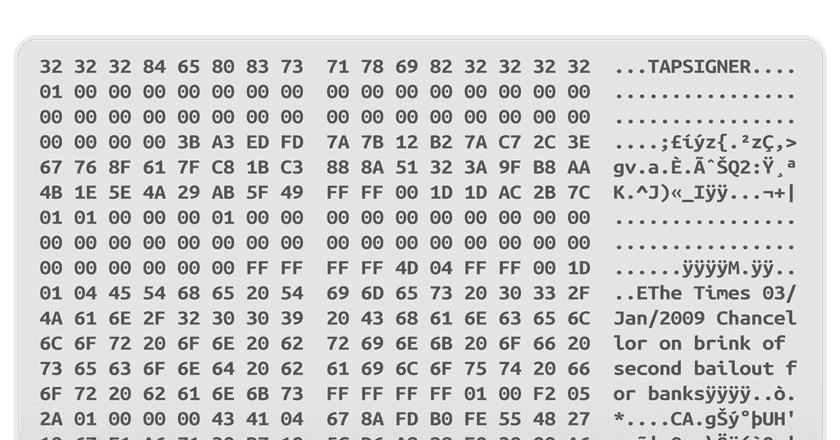 32 32 32 84 65 80 83 73 71 78 69 82 32 32 32 32 ...TAPSIGNER....
01 00 00 00 00 00 00 00 00 00 00 00 00 00 00 00 ................
00 00 00 00 00 00 00 00 00 00 00 00 00 00 00 00 ................
00 00 00 00 3B A3 ED FD 7A 7B 12 B2 7A C7 2C 3E ....;£íýz{.²zÇ,>
67 76 8F 61 7F C8 1B C3 88 8A 51 32 3A 9F B8 AA gv.a.È.ÃˆŠQ2:Ÿ¸ª
4B 1E 5E 4A 29 AB 5F 49 FF FF 00 1D 1D AC 2B 7C K.^J)«_Iÿÿ...¬+|
01 01 00 00 00 01 00 00 00 00 00 00 00 00 00 00 ................
00 00 00 00 00 00 00 00 00 00 00 00 00 00 00 00 ................
00 00 00 00 00 00 FF FF FF FF 4D 04 FF FF 00 1D ......ÿÿÿÿM.ÿÿ..
01 04 45 54 68 65 20 54 69 6D 65 73 20 30 33 2F ..EThe Times 03/
4A 61 6E 2F 32 30 30 39 20 43 68 61 6E 63 65 6C Jan/2009 Chancel
6C 6F 72 20 6F 6E 20 62 72 69 6E 6B 20 6F 66 20 lor on brink of
73 65 63 6F 6E 64 20 62 61 69 6C 6F 75 74 20 66 second bailout f
6F 72 20 62 61 6E 6B 73 FF FF FF FF 01 00 F2 05 or banksÿÿÿÿ..ò.
2A 01 00 00 00 43 41 04 67 8A FD B0 FE 55 48 27 *....CA.gŠý°þUH'